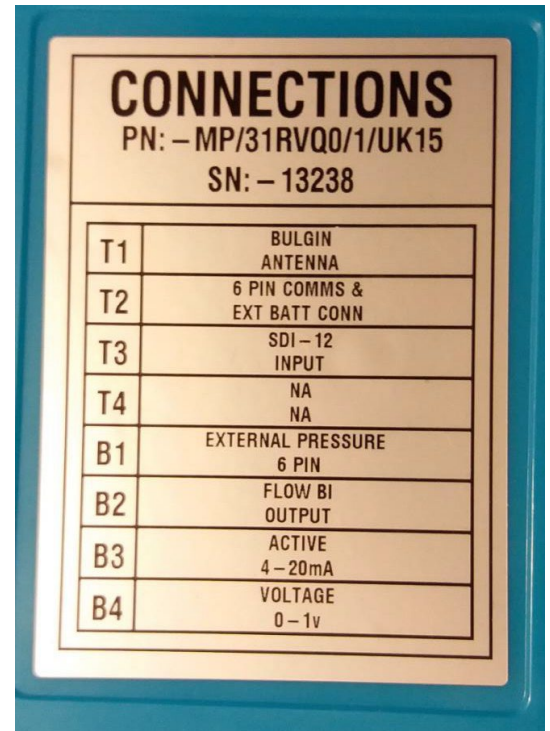 CONNECTIONS
PN: – MP/31RVQ0/1/UK15
SN: – 13238
T1 BULGIN
ANTENNA
T2 6 PIN COMMS &
EXT BATT CONN
T3 SDI – 12
INPUT
T4 NA
NA
B1 EXTERNAL PRESSURE
6 PIN
B2 FLOW BI
OUTPUT
B3 ACTIVE
4 – 20mA
B4 VOLTAGE
0 – 1v